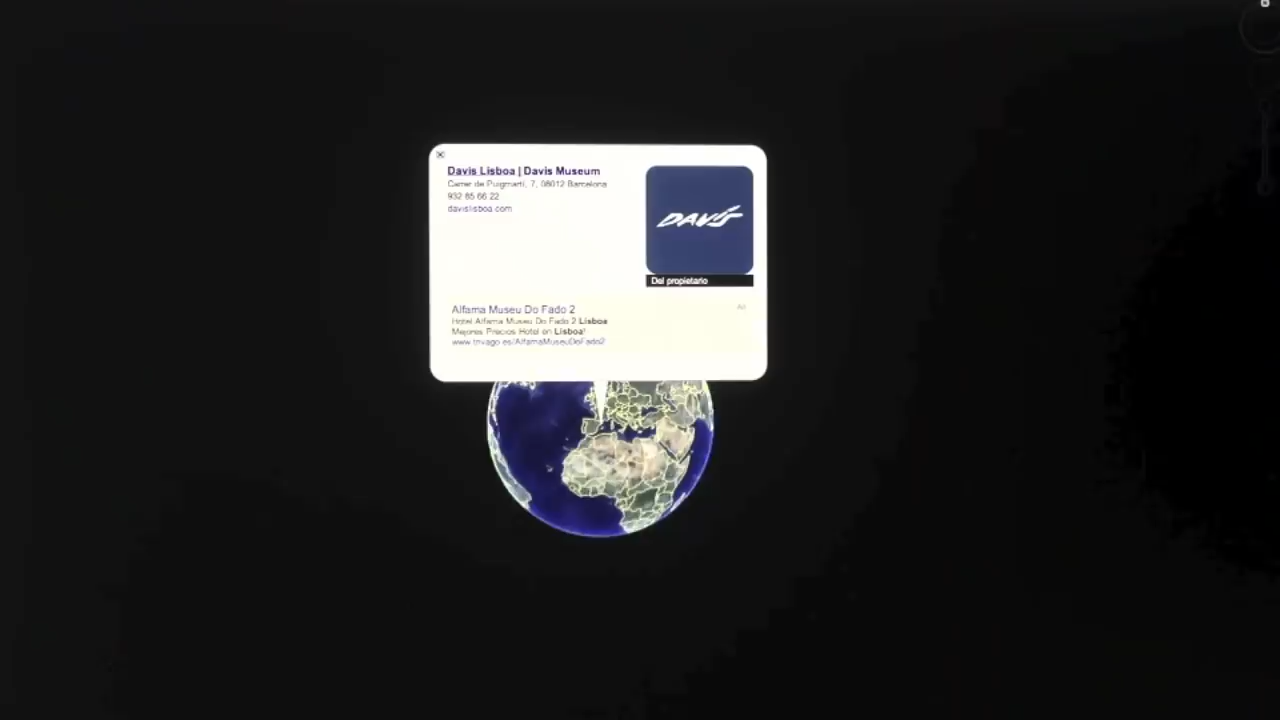 Davis Lisboa | Davis Museum
Carrer de Puigmartí, 7, 08012 Barcelona
932 85 66 22
davislisboa.com
DAVIS
Del propietario
Alfama Museu Do Fado 2
Ad
Hotel Alfama Museu Do Fado 2 Lisboa
Mejores Precios Hotel en Lisboa!
www.trivago.es/AlfamaMuseuDoFado2